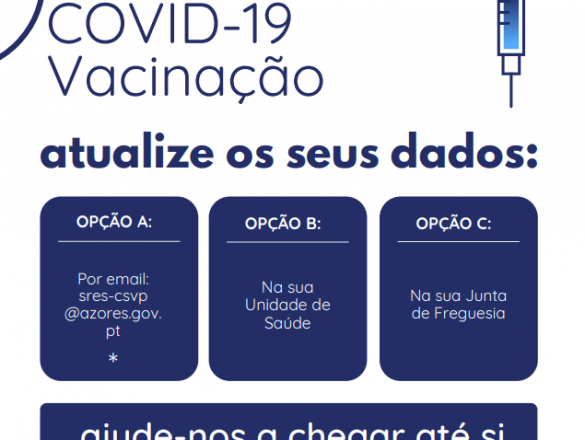 COVID-19
Vacinação
atualize os seus dados:
OPÇÃO A:
Por email:
sres-csvp
@azores.gov.
pt
*
OPÇÃO B:
Na sua
Unidade de
Saúde
OPÇÃO C:
Na sua Junta
de Freguesia
ajude-nos a chegar até si